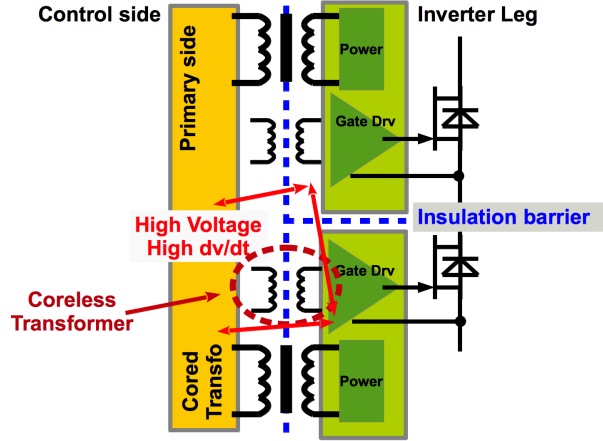 Control side
Inverter Leg
Power
Primary side
Gate Drv
High Voltage
High dv/dt
Insulation barrier
Gate Drv
Coreless
Transformer
Cored
Transfo
Power